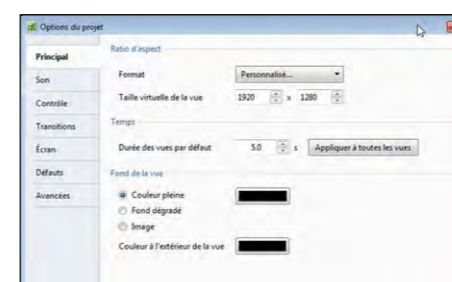 Options du projet
Principal
Son
Contrôle
Transitions
Écran
Défauts
Avancées
Ratio d'aspect
Format Personnalisé...
Taille virtuelle de la vue 1920 x 1280
Temps
Durée des vues par défaut 5.0 s Appliquer à toutes les vues
Fond de la vue
Couleur pleine
Fond dégradé
Image
Couleur à l'extérieur de la vue